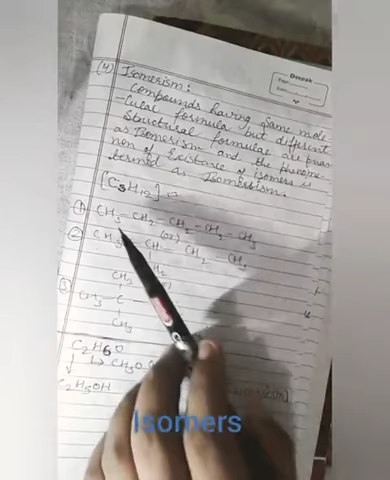 Deepak
(4) Isomerism:
Compounds having same mole-
-cular formula but different
structural formulae are
as Isomerism and the pheno
non of Existence of isomers is
termed as Isomerism.
[C5H12]
① CH3-CH2-CH2-CH2-CH3
(or)
② CH3 - CH - CH2 - CH3
CH3
③ CH3 - C -
CH3
C2H6O
↳ CH3O
C2H5OH
Isomers